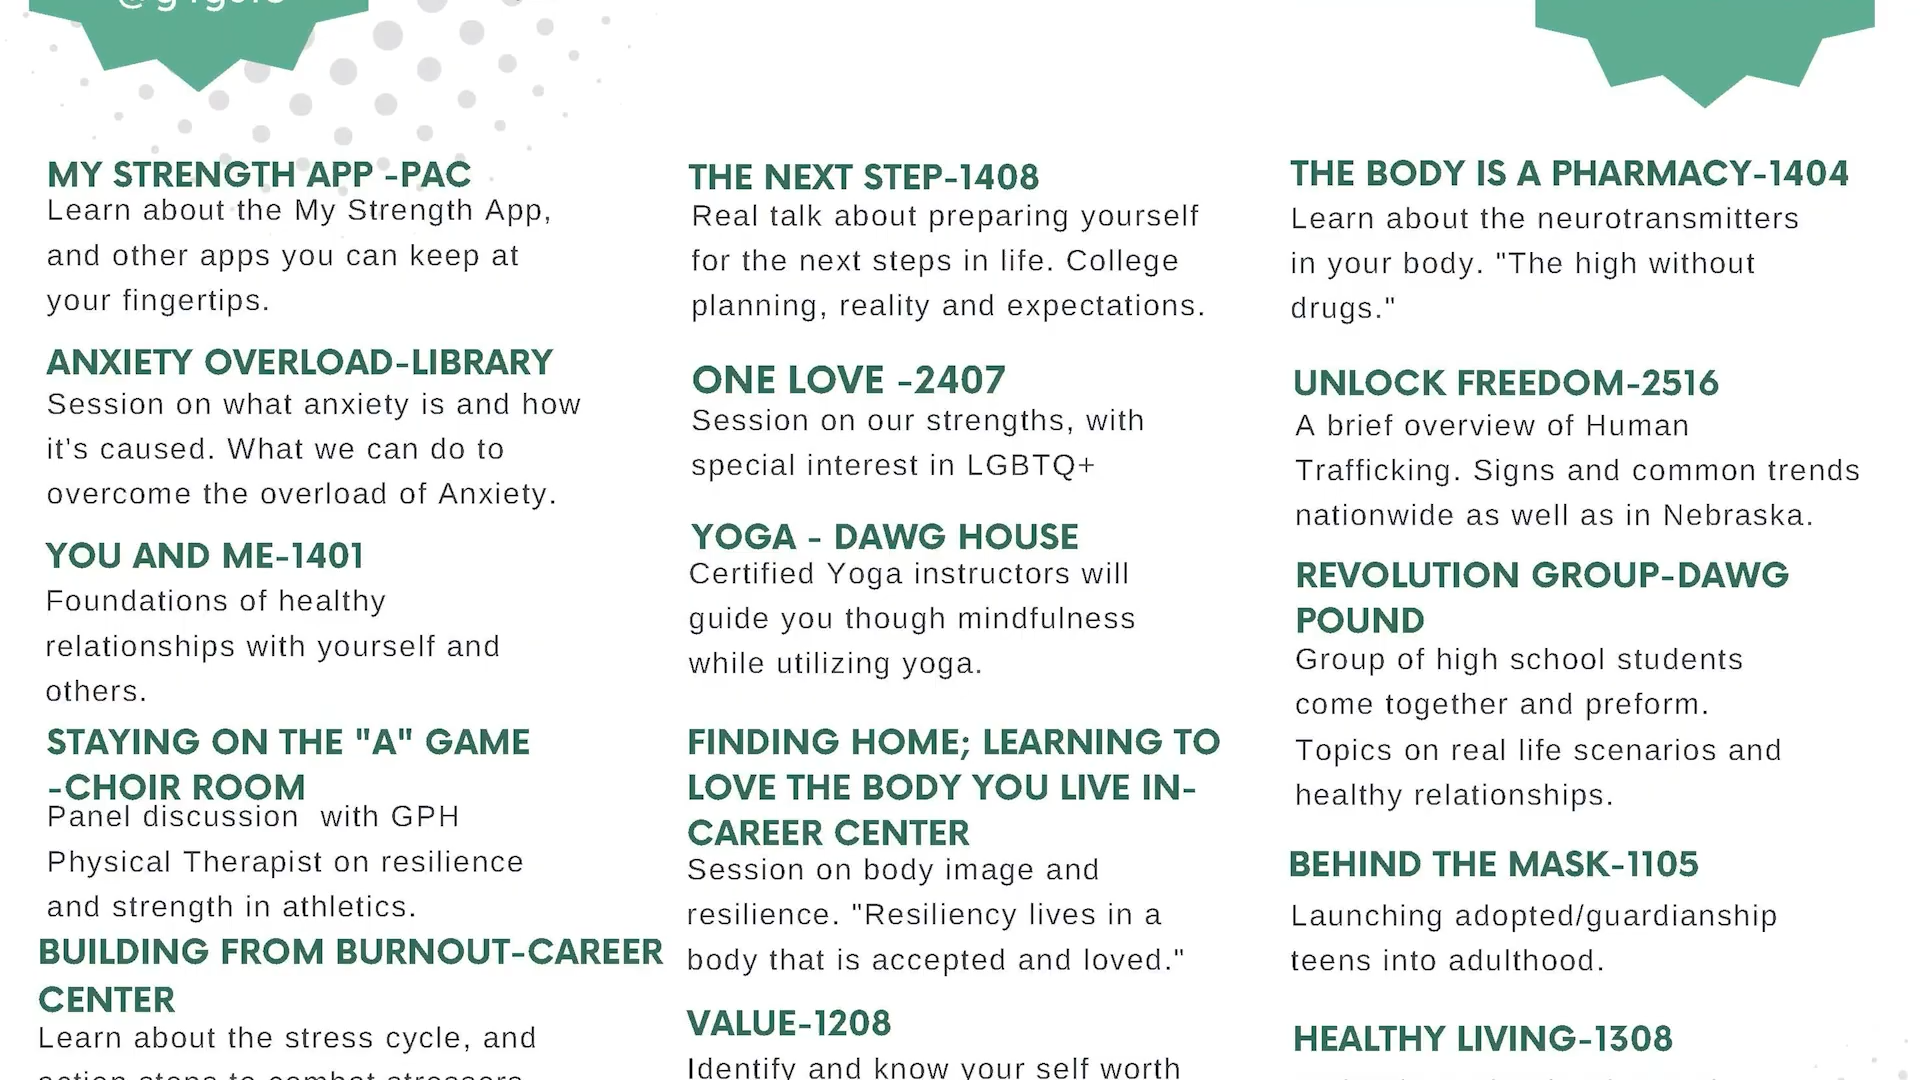 MY STRENGTH APP -PAC
Learn about the My Strength App,
and other apps you can keep at
your fingertips.
ANXIETY OVERLOAD-LIBRARY
Session on what anxiety is and how
it's caused. What we can do to
overcome the overload of Anxiety.
YOU AND ME-1401
Foundations of healthy
relationships with yourself and
others.
STAYING ON THE "A" GAME
-CHOIR ROOM
Panel discussion  with GPH
Physical Therapist on resilience
and strength in athletics.
BUILDING FROM BURNOUT-CAREER
CENTER
Learn about the stress cycle, and
action steps to combat stressors
THE NEXT STEP-1408
Real talk about preparing yourself
for the next steps in life. College
planning, reality and expectations.
ONE LOVE -2407
Session on our strengths, with
special interest in LGBTQ+
YOGA - DAWG HOUSE
Certified Yoga instructors will
guide you though mindfulness
while utilizing yoga.
FINDING HOME; LEARNING TO
LOVE THE BODY YOU LIVE IN-
CAREER CENTER
Session on body image and
resilience. "Resiliency lives in a
body that is accepted and loved."
VALUE-1208
Identify and know your self worth
THE BODY IS A PHARMACY-1404
Learn about the neurotransmitters
in your body. "The high without
drugs."
UNLOCK FREEDOM-2516
A brief overview of Human
Trafficking. Signs and common trends
nationwide as well as in Nebraska.
REVOLUTION GROUP-DAWG
POUND
Group of high school students
come together and preform.
Topics on real life scenarios and
healthy relationships.
BEHIND THE MASK-1105
Launching adopted/guardianship
teens into adulthood.
HEALTHY LIVING-1308